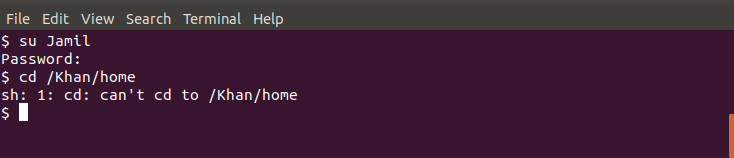 File Edit View Search Terminal Help
$ su Jamil
Password:
$ cd /Khan/home
sh: 1: cd: can't cd to /Khan/home
$